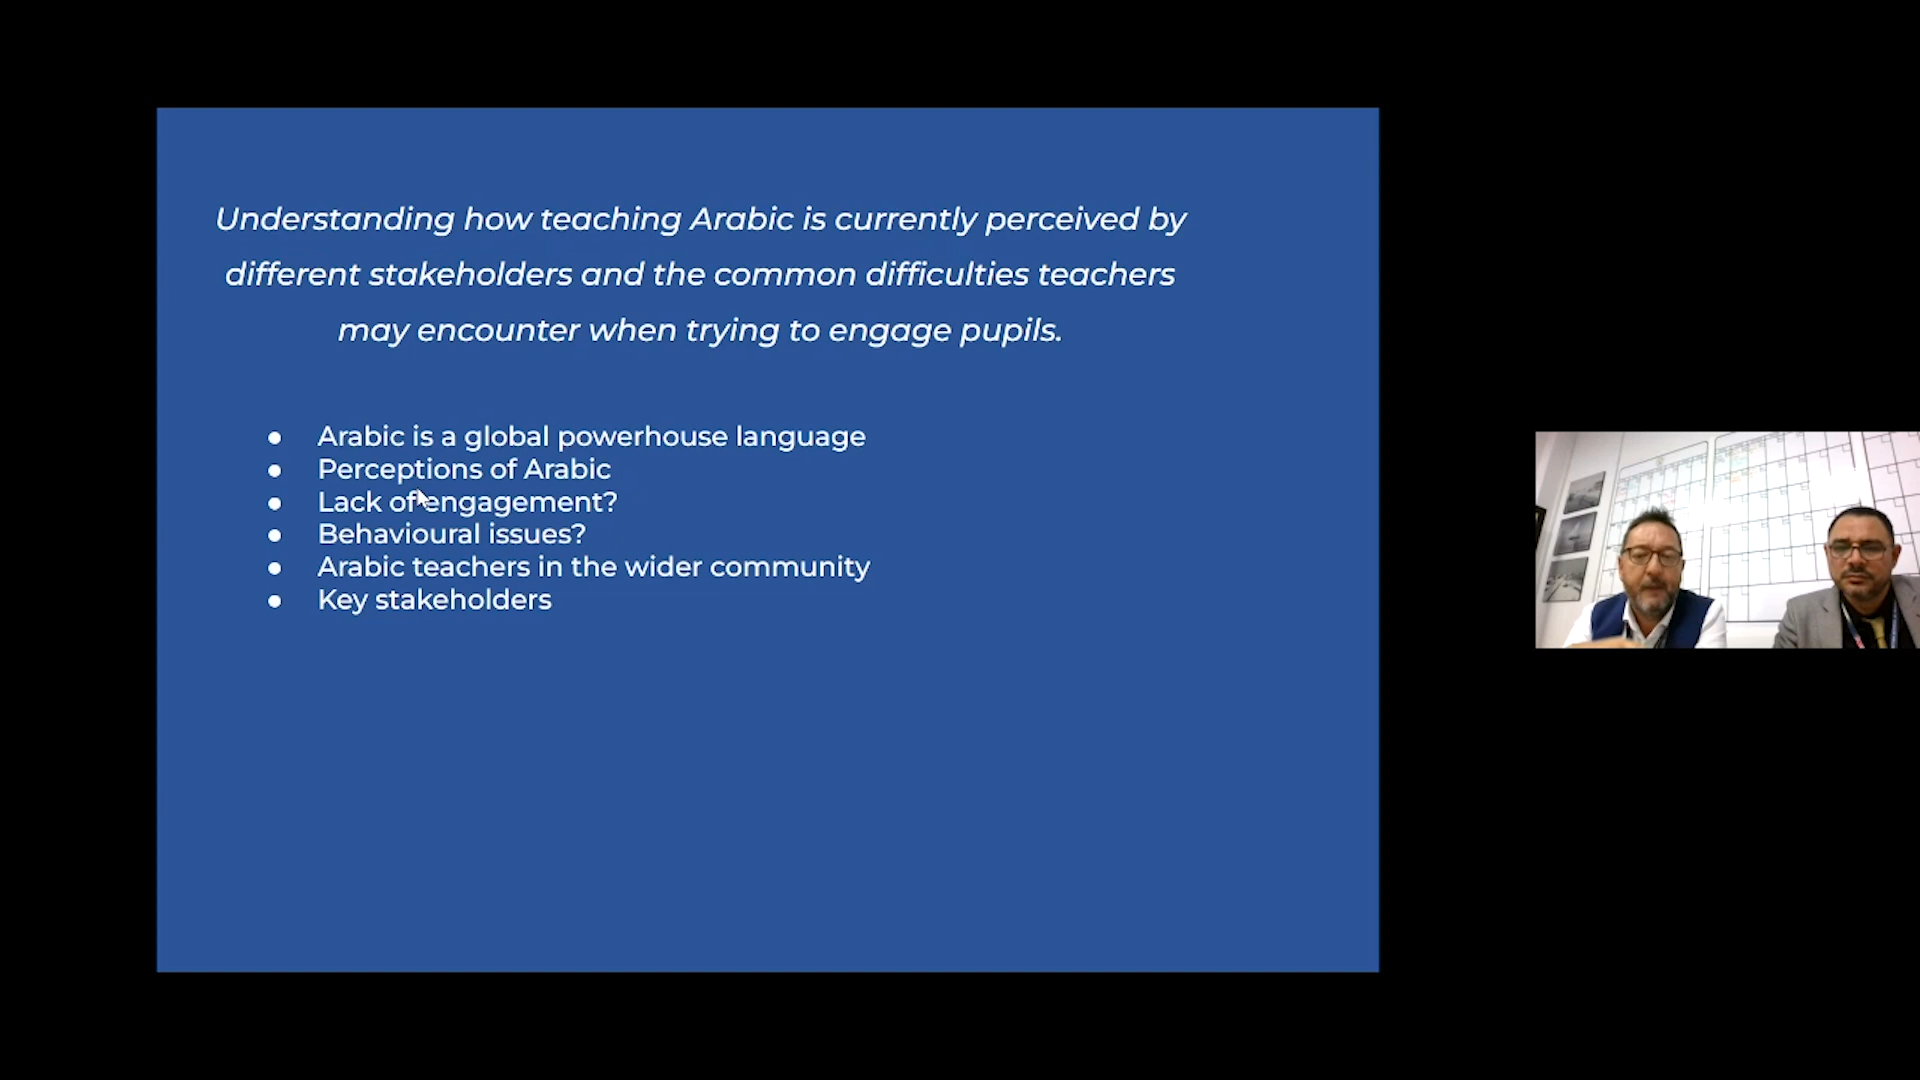 Understanding how teaching Arabic is currently perceived by
different stakeholders and the common difficulties teachers
may encounter when trying to engage pupils.
● Arabic is a global powerhouse language
● Perceptions of Arabic
● Lack of engagement?
● Behavioural issues?
● Arabic teachers in the wider community
● Key stakeholders